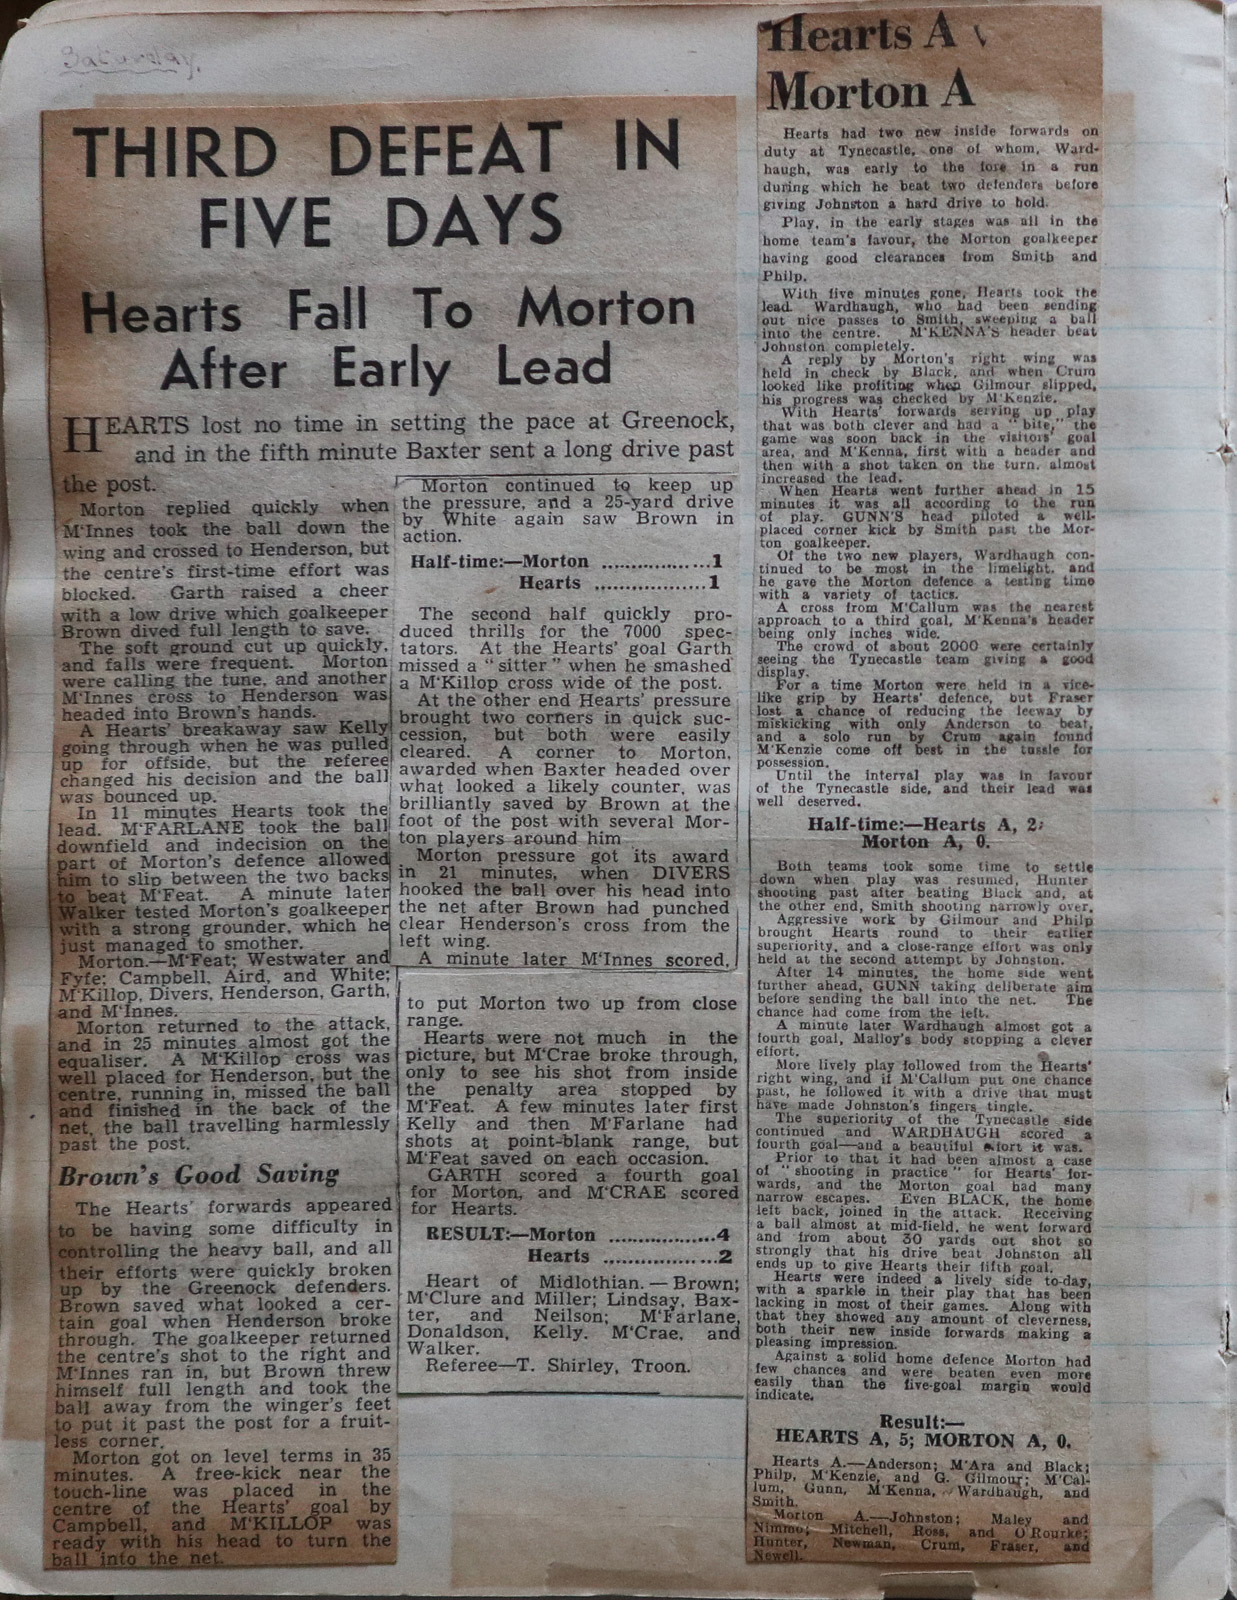 Saturday.
THIRD DEFEAT IN
FIVE DAYS
Hearts Fall To Morton
After Early Lead
HEARTS lost no time in setting the pace at Greenock,
and in the fifth minute Baxter sent a long drive past
the post.
Morton replied quickly when
M'Innes took the ball down the
wing and crossed to Henderson, but
the centre's first-time effort was
blocked. Garth raised a cheer
with a low drive which goalkeeper
Brown dived full length to save.
The soft ground cut up quickly,
and falls were frequent. Morton
were calling the tune, and another
M'Innes cross to Henderson was
headed into Brown's hands.
A Hearts' breakaway saw Kelly
going through when he was pulled
up for offside, but the referee
changed his decision and the ball
was bounced up.
In 11 minutes Hearts took the
lead. M'FARLANE took the ball
downfield and indecision on the
part of Morton's defence allowed
him to slip between the two backs
to beat M'Feat. A minute later
Walker tested Morton's goalkeeper
with a strong grounder, which he
just managed to smother.
Morton.—M'Feat; Westwater and
Fyfe; Campbell, Aird, and White;
M'Killop, Divers, Henderson, Garth,
and M'Innes.
Morton returned to the attack,
and in 25 minutes almost got the
equaliser. A M'Killop cross was
well placed for Henderson, but the
centre, running in, missed the ball
and finished in the back of the
net, the ball travelling harmlessly
past the post.
Brown's Good Saving
The Hearts' forwards appeared
to be having some difficulty in
controlling the heavy ball, and all
their efforts were quickly broken
up by the Greenock defenders.
Brown saved what looked a cer-
tain goal when Henderson broke
through. The goalkeeper returned
the centre's shot to the right and
M'Innes ran in, but Brown threw
himself full length and took the
ball away from the winger's feet
to put it past the post for a fruit-
less corner.
Morton got on level terms in 35
minutes. A free-kick near the
touch-line was placed in the
centre of the Hearts' goal by
Campbell, and M'KILLOP was
ready with his head to turn the
ball into the net.
Morton continued to keep up
the pressure, and a 25-yard drive
by White again saw Brown in
action.
Half-time:—Morton ..................1
Hearts ..................1
The second half quickly pro-
duced thrills for the 7000 spec-
tators. At the Hearts' goal Garth
missed a "sitter" when he smashed
a M'Killop cross wide of the post.
At the other end Hearts' pressure
brought two corners in quick suc-
cession, but both were easily
cleared. A corner to Morton,
awarded when Baxter headed over
what looked a likely counter, was
brilliantly saved by Brown at the
foot of the post with several Mor-
ton players around him
Morton pressure got its award
in 21 minutes, when DIVERS
hooked the ball over his head into
the net after Brown had punched
clear Henderson's cross from the
left wing.
A minute later M'Innes scored,
to put Morton two up from close
range.
Hearts were not much in the
picture, but M'Crae broke through,
only to see his shot from inside
the penalty area stopped by
M'Feat. A few minutes later first
Kelly and then M'Farlane had
shots at point-blank range, but
M'Feat saved on each occasion.
GARTH scored a fourth goal
for Morton, and M'CRAE scored
for Hearts.
RESULT:—Morton ..................4
Hearts ..................2
Heart of Midlothian.—Brown;
M'Clure and Miller; Lindsay, Bax-
ter, and Neilson; M'Farlane,
Donaldson, Kelly, M'Crae, and
Walker.
Referee—T. Shirley, Troon.
Hearts A v
Morton A
Hearts had two new inside forwards on
duty at Tynecastle, one of whom, Ward-
haugh, was early to the fore in a run
during which he beat two defenders before
giving Johnston a hard drive to hold.
Play, in the early stages was all in the
home team's favour, the Morton goalkeeper
having good clearances from Smith and
Philp.
With five minutes gone, Hearts took the
lead. Wardhaugh, who had been sending
out nice passes to Smith, sweeping a ball
into the centre. M'KENNA'S header beat
Johnston completely.
A reply by Morton's right wing was
held in check by Black, and when Crum
looked like profiting when Gilmour slipped,
his progress was checked by M'Kenzie.
With Hearts' forwards serving up play
that was both clever and had a "bite," the
game was soon back in the visitors' goal
area, and M'Kenna, first with a header and
then with a shot taken on the turn, almost
increased the lead.
When Hearts went further ahead in 15
minutes it was all according to the run
of play. GUNN'S head piloted a well-
placed corner kick by Smith past the Mor-
ton goalkeeper.
Of the two new players, Wardhaugh con-
tinued to be most in the limelight, and
he gave the Morton defence a testing time
with a variety of tactics.
A cross from M'Callum was the nearest
approach to a third goal, M'Kenna's header
being only inches wide.
The crowd of about 2000 were certainly
seeing the Tynecastle team giving a good
display.
For a time Morton were held in a vice-
like grip by Hearts' defence, but Fraser
lost a chance of reducing the leeway by
miskicking with only Anderson to beat,
and a solo run by Crum again found
M'Kenzie come off best in the tussle for
possession.
Until the interval play was in favour
of the Tynecastle side, and their lead was
well deserved.
Half-time:—Hearts A, 2;
Morton A, 0.
Both teams took some time to settle
down when play was resumed, Hunter
shooting past after beating Black and, at
the other end, Smith shooting narrowly over.
Aggressive work by Gilmour and Philp
brought Hearts round to their earlier
superiority, and a close-range effort was only
held at the second attempt by Johnston.
After 14 minutes, the home side went
further ahead, GUNN taking deliberate aim
before sending the ball into the net. The
chance had come from the left.
A minute later Wardhaugh almost got a
fourth goal, Malloy's body stopping a clever
effort.
More lively play followed from the Hearts'
right wing, and if M'Callum put one chance
past, he followed it with a drive that must
have made Johnston's fingers tingle.
The superiority of the Tynecastle side
continued and WARDHAUGH scored a
fourth goal—and a beautiful effort it was.
Prior to that it had been almost a case
of "shooting in practice" for Hearts' for-
wards, and the Morton goal had many
narrow escapes. Even BLACK, the home
left back, joined in the attack. Receiving
a ball almost at mid-field, he went forward
and from about 30 yards out shot so
strongly that his drive beat Johnston all
ends up to give Hearts their fifth goal.
Hearts were indeed a lively side to-day,
with a sparkle in their play that has been
lacking in most of their games. Along with
that they showed any amount of cleverness,
both their new inside forwards making a
pleasing impression.
Against a solid home defence Morton had
few chances and were beaten even more
easily than the five-goal margin would
indicate.
Result:—
HEARTS A, 5; MORTON A, 0.
Hearts A.—Anderson; M'Ara and Black;
Philp, M'Kenzie, and G. Gilmour; M'Cal-
lum, Gunn, M'Kenna, Wardhaugh, and
Smith.
Morton A.—Johnston; Maley and
Nimmo; Mitchell, Ross, and O'Rourke;
Hunter, Newman, Crum, Fraser, and
Newell.